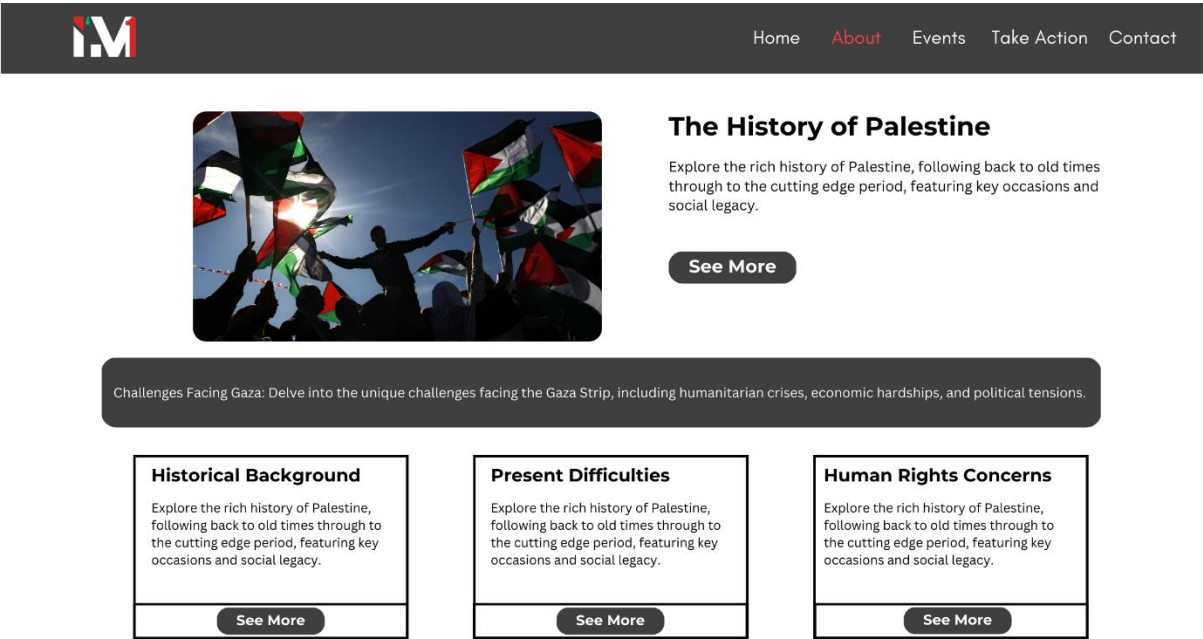 I'M1
Home About Events Take Action Contact
The History of Palestine
Explore the rich history of Palestine, following back to old times
through to the cutting edge period, featuring key occasions and
social legacy.
See More
Challenges Facing Gaza: Delve into the unique challenges facing the Gaza Strip, including humanitarian crises, economic hardships, and political tensions.
Historical Background
Explore the rich history of Palestine,
following back to old times through to
the cutting edge period, featuring key
occasions and social legacy.
See More
Present Difficulties
Explore the rich history of Palestine,
following back to old times through to
the cutting edge period, featuring key
occasions and social legacy.
See More
Human Rights Concerns
Explore the rich history of Palestine,
following back to old times through to
the cutting edge period, featuring key
occasions and social legacy.
See More